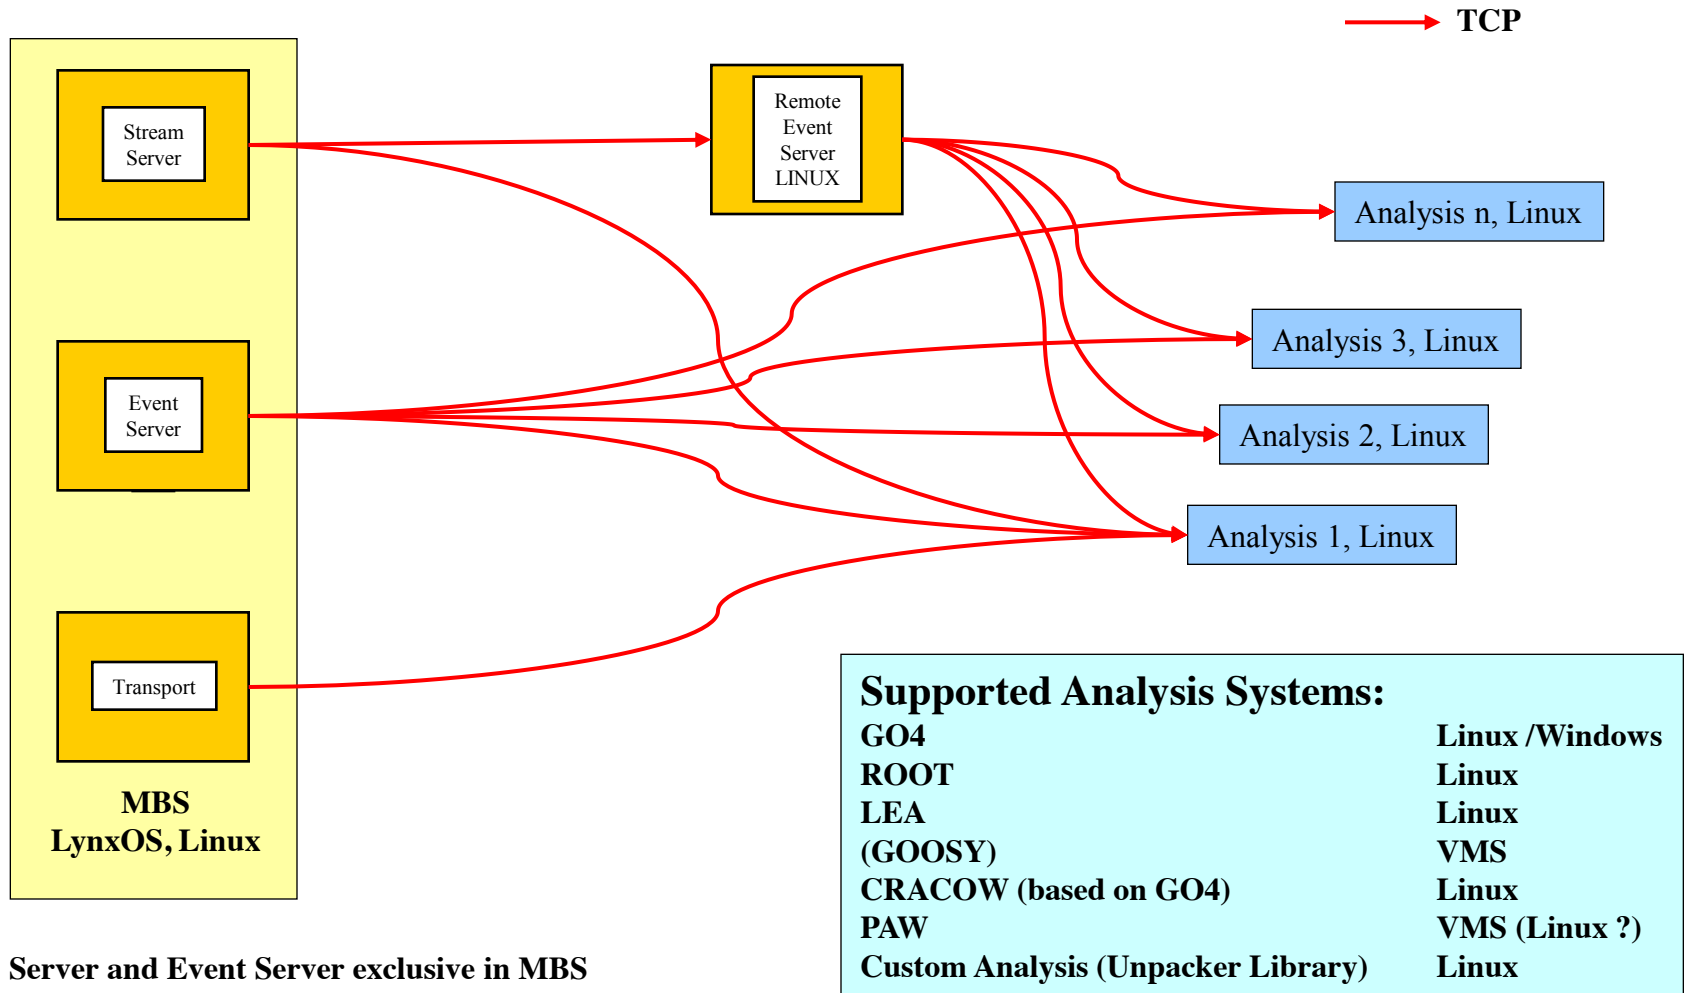 TCP
Stream
Server
Remote
Event
Server
LINUX
Analysis n, Linux
Analysis 3, Linux
Event
Server
Analysis 2, Linux
Analysis 1, Linux
Transport
MBS
LynxOS, Linux
Supported Analysis Systems:
GO4 Linux /Windows
ROOT Linux
LEA Linux
(GOOSY) VMS
CRACOW (based on GO4) Linux
PAW VMS (Linux ?)
Custom Analysis (Unpacker Library) Linux
Server and Event Server exclusive in MBS